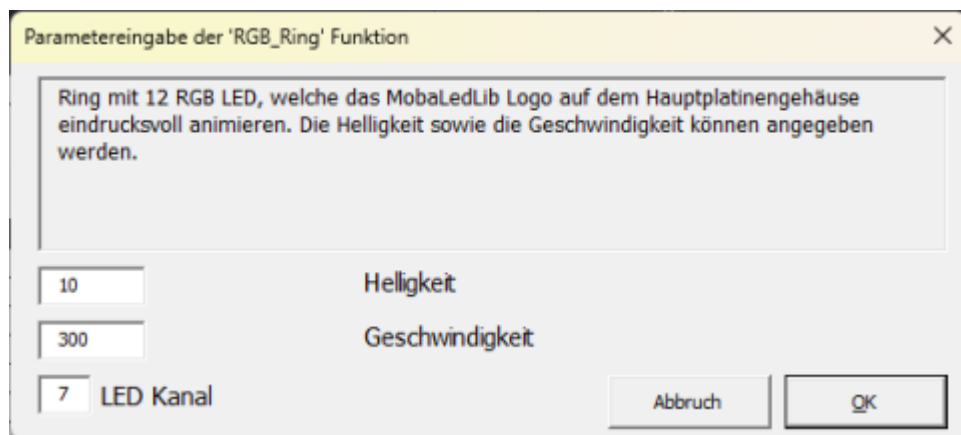 Parametereingabe der 'RGB_Ring' Funktion
Ring mit 12 RGB LED, welche das MobaLedLib Logo auf dem Hauptplatinengehäuse
eindrucksvoll animieren. Die Helligkeit sowie die Geschwindigkeit können angegeben
werden.
10 Helligkeit
300 Geschwindigkeit
7 LED Kanal
Abbruch OK